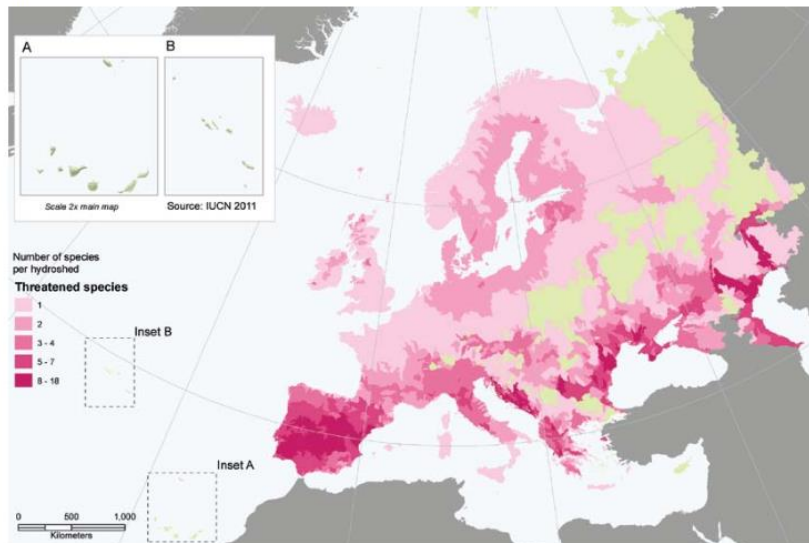 A
B
Scale 2x main map
Source: IUCN 2011
Number of species
per hydroshed
Threatened species
1
2
3 - 4
5 - 7
8 - 18
Inset B
Inset A
0
500
1,000
Kilometers